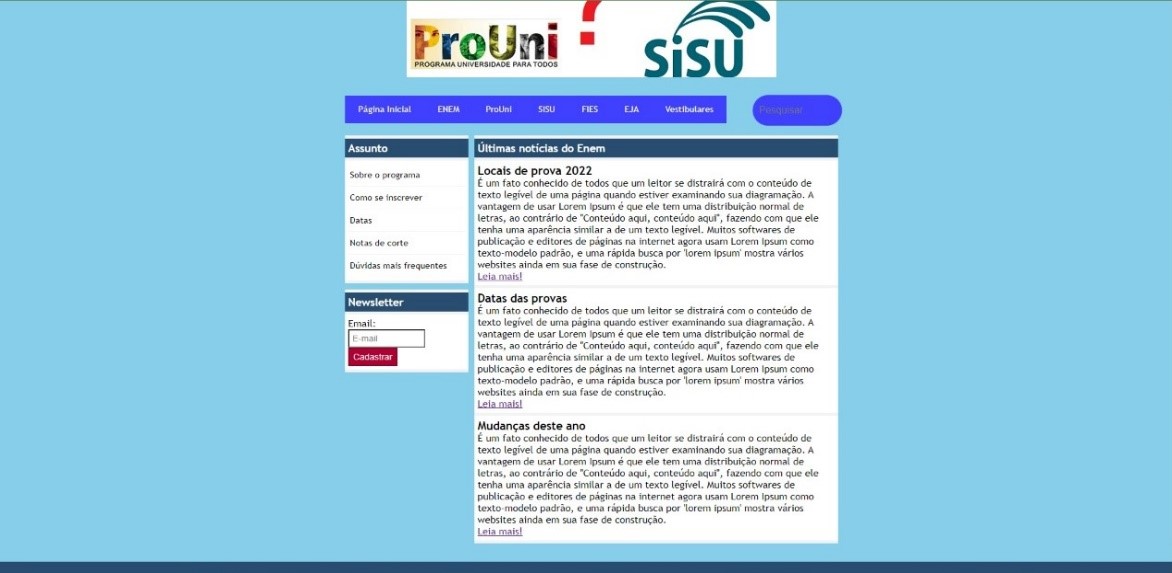 ProUni
PROGRAMA UNIVERSIDADE PARA TODOS
?
SiSU
Página Inicial
ENEM
ProUni
SISU
FIES
EJA
Vestibulares
Pesquisar
Assunto
Sobre o programa
Como se inscrever
Datas
Notas de corte
Dúvidas mais frequentes
Newsletter
Email:
E-mail
Cadastrar
Últimas notícias do Enem
Locais de prova 2022
É um fato conhecido de todos que um leitor se distrairá com o conteúdo de
texto legível de uma página quando estiver examinando sua diagramação. A
vantagem de usar Lorem Ipsum é que ele tem uma distribuição normal de
letras, ao contrário de "Conteúdo aqui, conteúdo aqui", fazendo com que ele
tenha uma aparência similar a de um texto legível. Muitos softwares de
publicação e editores de páginas na internet agora usam Lorem Ipsum como
texto-modelo padrão, e uma rápida busca por 'lorem ipsum' mostra vários
websites ainda em sua fase de construção.
Leia mais!
Datas das provas
É um fato conhecido de todos que um leitor se distrairá com o conteúdo de
texto legível de uma página quando estiver examinando sua diagramação. A
vantagem de usar Lorem Ipsum é que ele tem uma distribuição normal de
letras, ao contrário de "Conteúdo aqui, conteúdo aqui", fazendo com que ele
tenha uma aparência similar a de um texto legível. Muitos softwares de
publicação e editores de páginas na internet agora usam Lorem Ipsum como
texto-modelo padrão, e uma rápida busca por 'lorem ipsum' mostra vários
websites ainda em sua fase de construção.
Leia mais!
Mudanças deste ano
É um fato conhecido de todos que um leitor se distrairá com o conteúdo de
texto legível de uma página quando estiver examinando sua diagramação. A
vantagem de usar Lorem Ipsum é que ele tem uma distribuição normal de
letras, ao contrário de "Conteúdo aqui, conteúdo aqui", fazendo com que ele
tenha uma aparência similar a de um texto legível. Muitos softwares de
publicação e editores de páginas na internet agora usam Lorem Ipsum como
texto-modelo padrão, e uma rápida busca por 'lorem ipsum' mostra vários
websites ainda em sua fase de construção.
Leia mais!